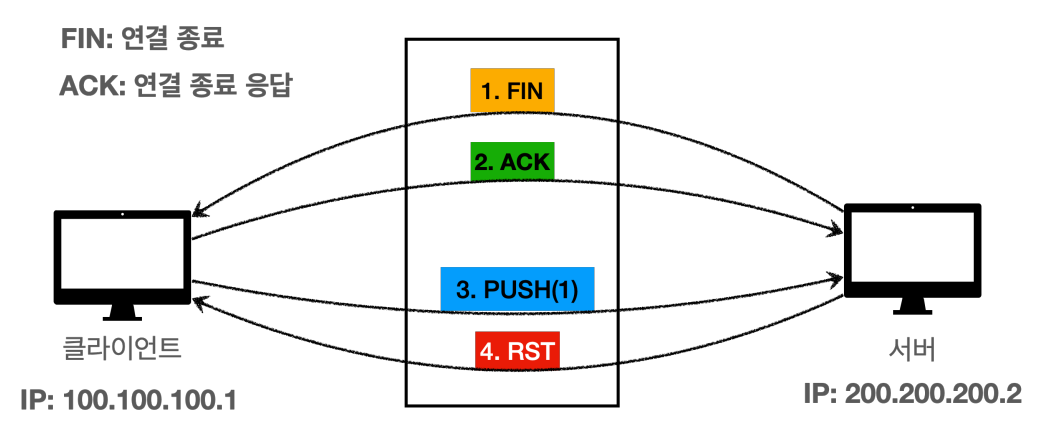 FIN: 연결 종료
ACK: 연결 종료 응답
1. FIN
2. ACK
3. PUSH(1)
4. RST
클라이언트
IP: 100.100.100.1
서버
IP: 200.200.200.2